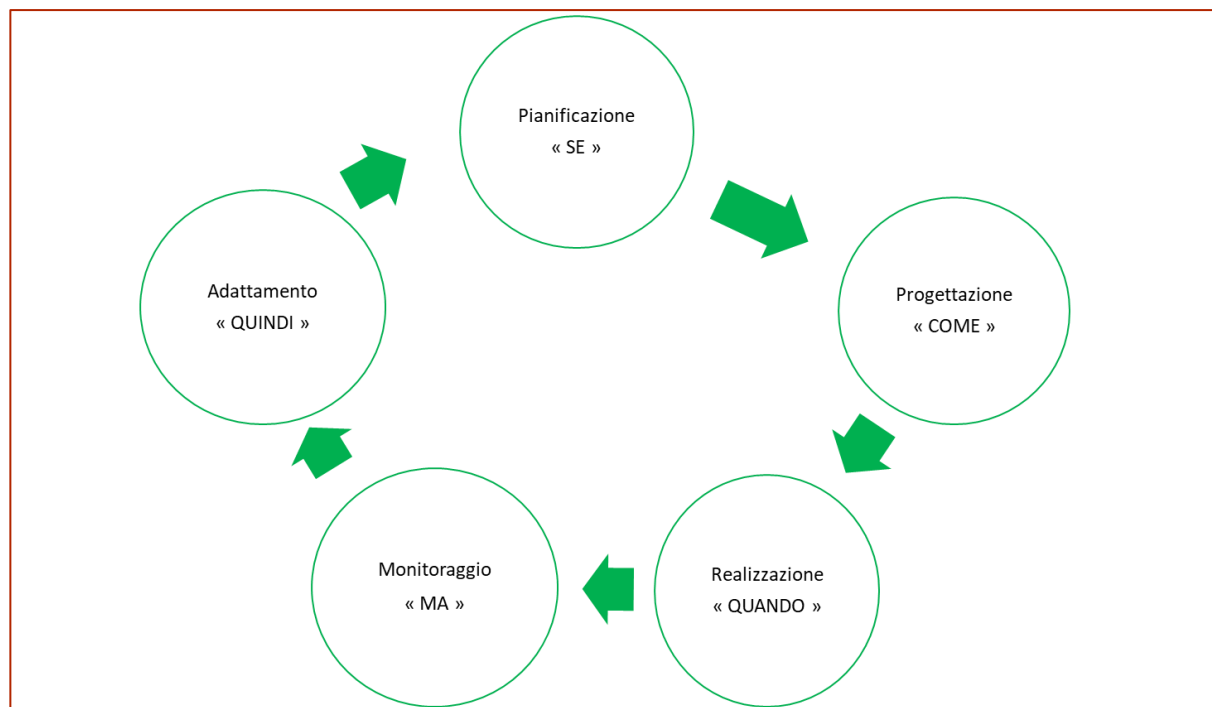 Pianificazione
« SE »
Progettazione
« COME »
Realizzazione
« QUANDO »
Monitoraggio
« MA »
Adattamento
« QUINDI »